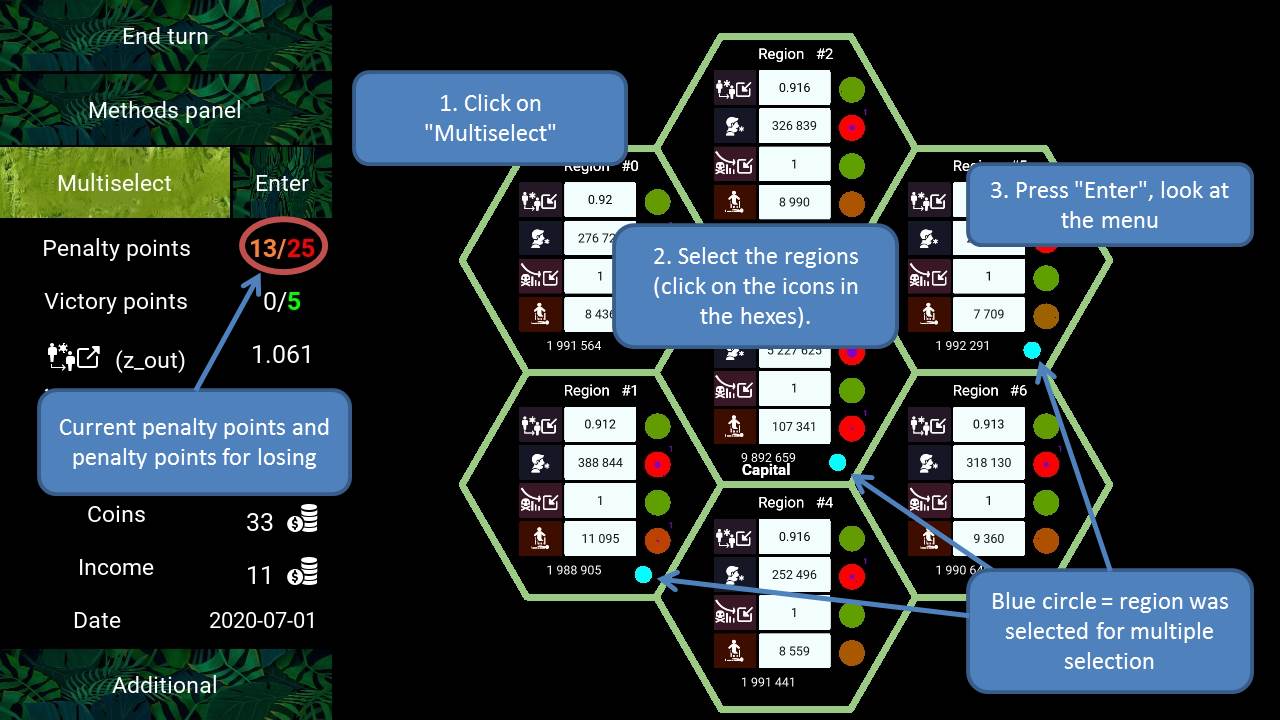 End turn
Methods panel
Multiselect
Enter
Penalty points
13/25
Victory points
0/5
(z_out)
1.061
Current penalty points and
penalty points for losing
Coins
33
Income
11
Date
2020-07-01
Additional
1. Click on
"Multiselect"
2. Select the regions
(click on the icons in
the hexes).
3. Press "Enter", look at
the menu
Blue circle = region was
selected for multiple
selection
Region #2
0.916
326 839
1
1
8 990
Region #0
0.92
276 72
1
8 436
1 991 564
1
7 709
1 992 291
Region #1
0.912
388 844
1
1
11 095
1
1 988 905
5 227 625
1
1
107 341
1
9 892 659
Capital
Region #6
0.913
318 130
1
1
9 360
1 990 64
Region #4
0.916
252 496
1
1
8 559
1 991 441